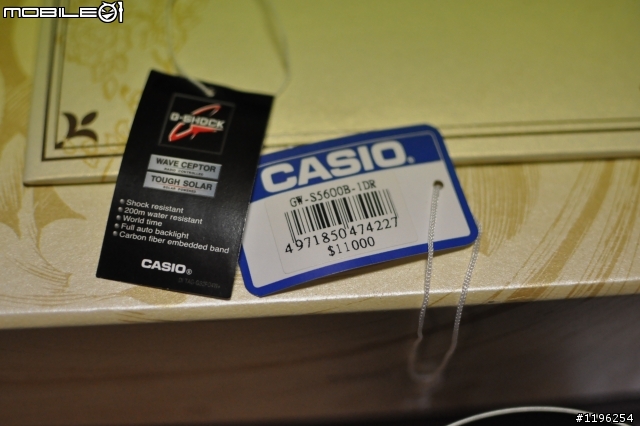 MOBILE01
G-SHOCK
WAVE CEPTOR
TOUGH SOLAR
Shock resistant
200m water resistant
World time
Full auto backlight
Carbon fiber embedded band
CASIO®
CASIO®
GW-S5600B-1DR
4971850474227
$11000
#1196254